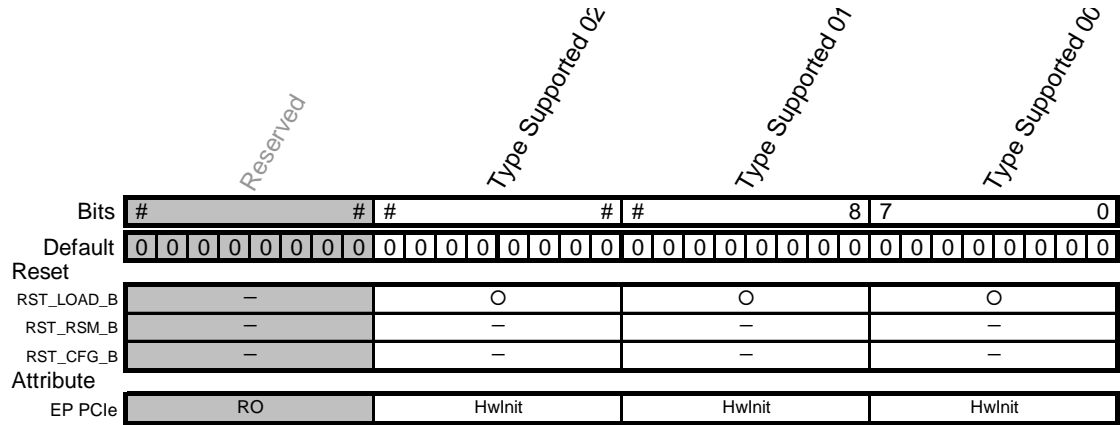 Reserved Type Supported 02 Type Supported 01 Type Supported 00
Bits # # # # # 8 7 0
Default 0 0 0 0 0 0 0 0 0 0 0 0 0 0 0 0 0 0 0 0 0 0 0 0 0 0 0 0 0 0 0 0
Reset
RST_LOAD_B – O O O
RST_RSM_B – – – –
RST_CFG_B – – – –
Attribute
EP PCIe RO HwInit HwInit HwInit